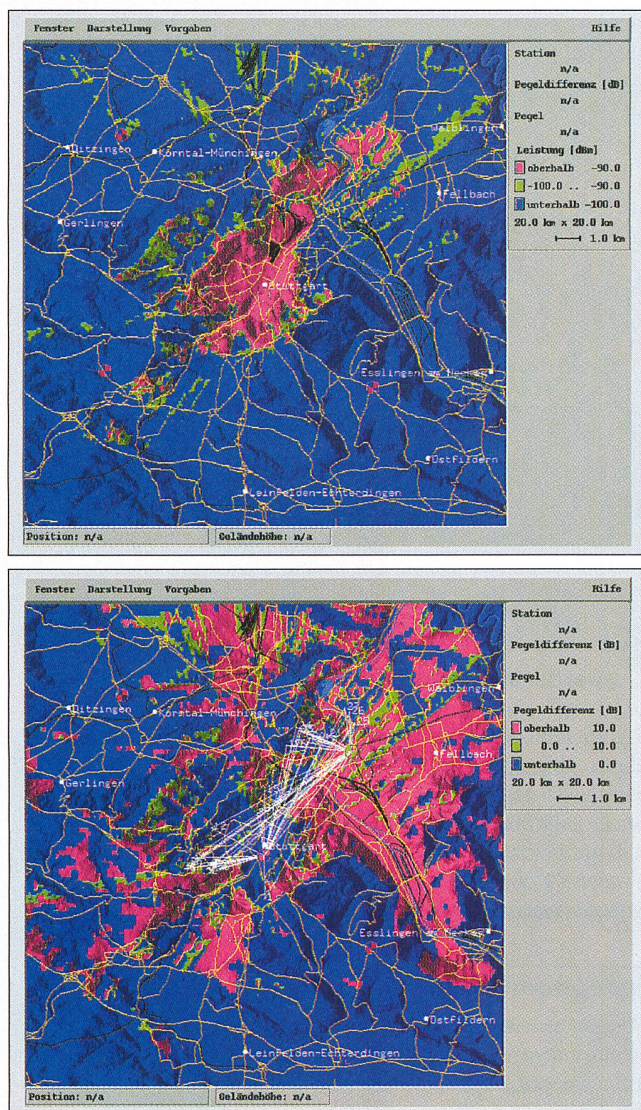 Fenster Darstellung Vorgaben Hilfe
Station
n/a
Pegeldifferenz [dB]
n/a
Pegel
n/a
Leistung [dBm]
oberhalb -90.0
-100.0 .. -90.0
unterhalb -100.0
20.0 km x 20.0 km
1.0 km
Waiblingen
Ditzingen
Korntal-Münchingen
Fellbach
Gerlingen
Stuttgart
Esslingen am Neckar
Ostfildern
Leinfelden-Echterdingen
Position: n/a Geländehöhe: n/a
Fenster Darstellung Vorgaben Hilfe
Station
n/a
Pegeldifferenz [dB]
n/a
Pegel
n/a
Pegeldifferenz [dB]
oberhalb 10.0
0.0 .. 10.0
unterhalb 0.0
20.0 km x 20.0 km
1.0 km
Waiblingen
Ditzingen
Korntal-Münchingen
Fellbach
Gerlingen
Stuttgart
Esslingen am Neckar
Ostfildern
Leinfelden-Echterdingen
Position: n/a Geländehöhe: n/a